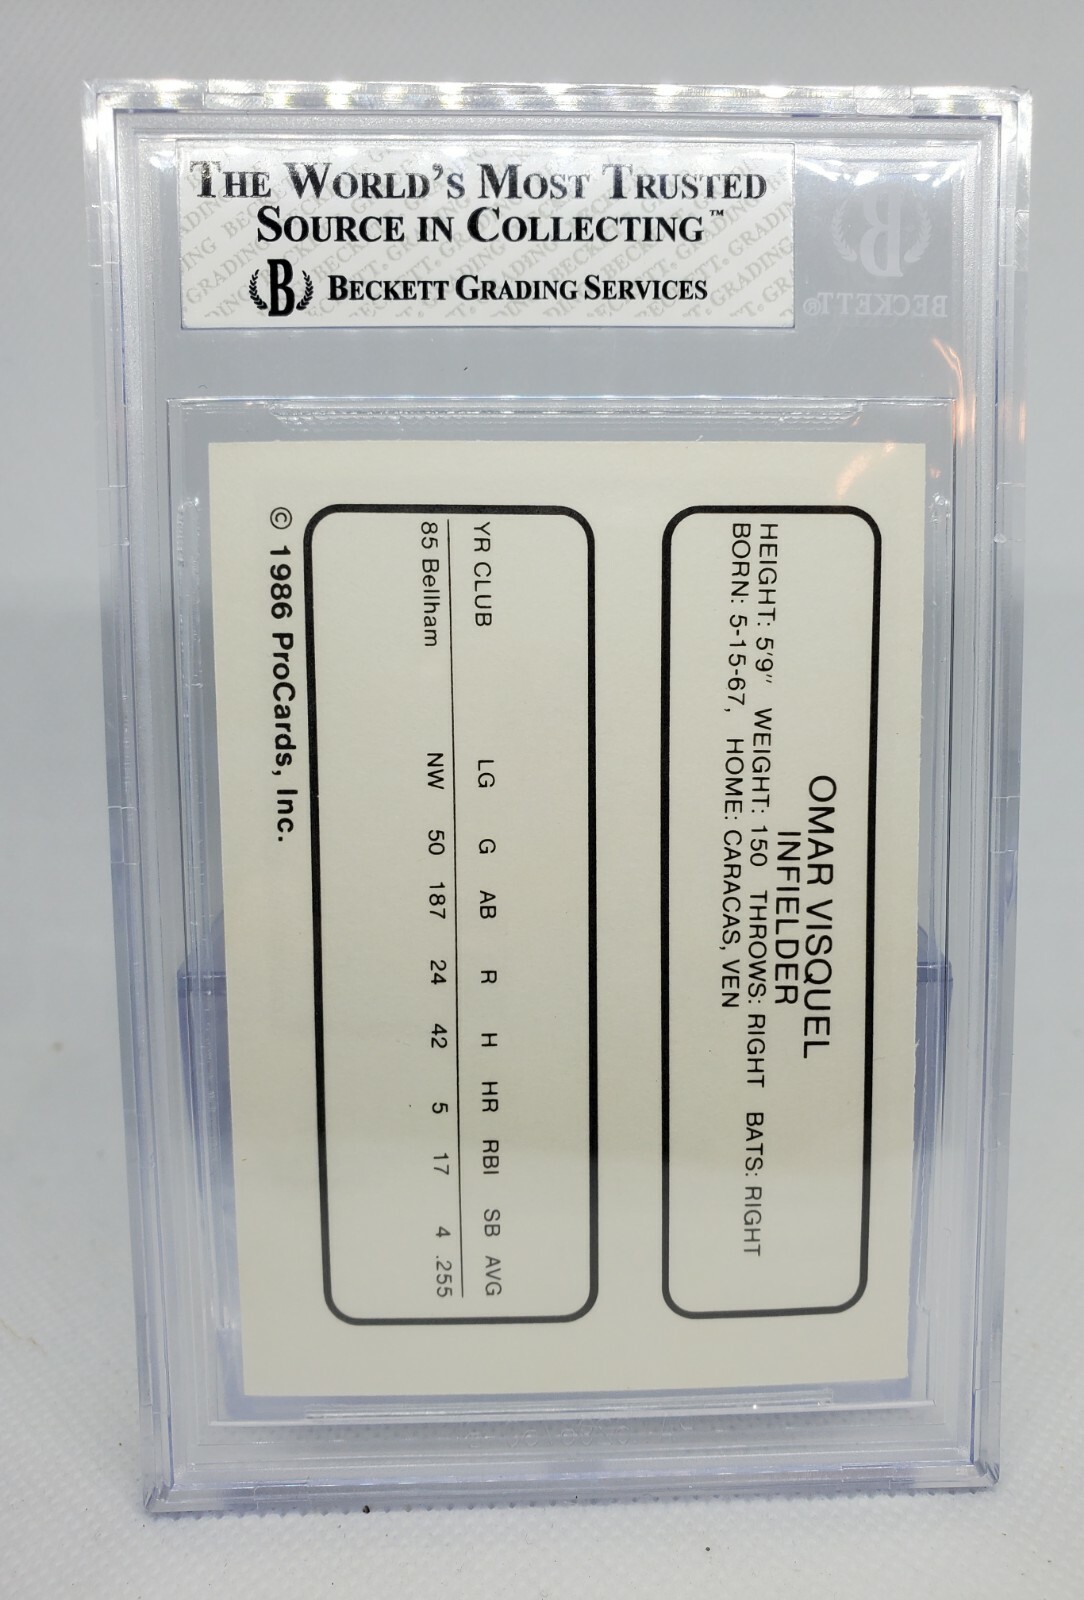 THE WORLD'S MOST TRUSTED
SOURCE IN COLLECTING™
B BECKETT GRADING SERVICES
B
BECKETT®
OMAR VISQUEL
INFIELDER
HEIGHT: 5'9" WEIGHT: 150 THROWS: RIGHT BATS: RIGHT
BORN: 5-15-67, HOME: CARACAS, VEN
YR CLUB LG G AB R H HR RBI SB AVG
85 Bellham NW 50 187 24 42 5 17 4 .255
© 1986 ProCards, Inc.